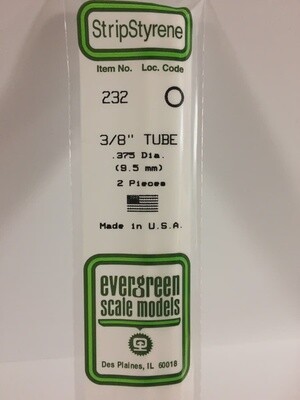 StripStyrene
Item No. Loc. Code
232 O
3/8" TUBE
.375 Dia.
(9.5 mm)
2 Pieces
Made in U.S.A.
evergreen
scale models
Des Plaines, IL 60018